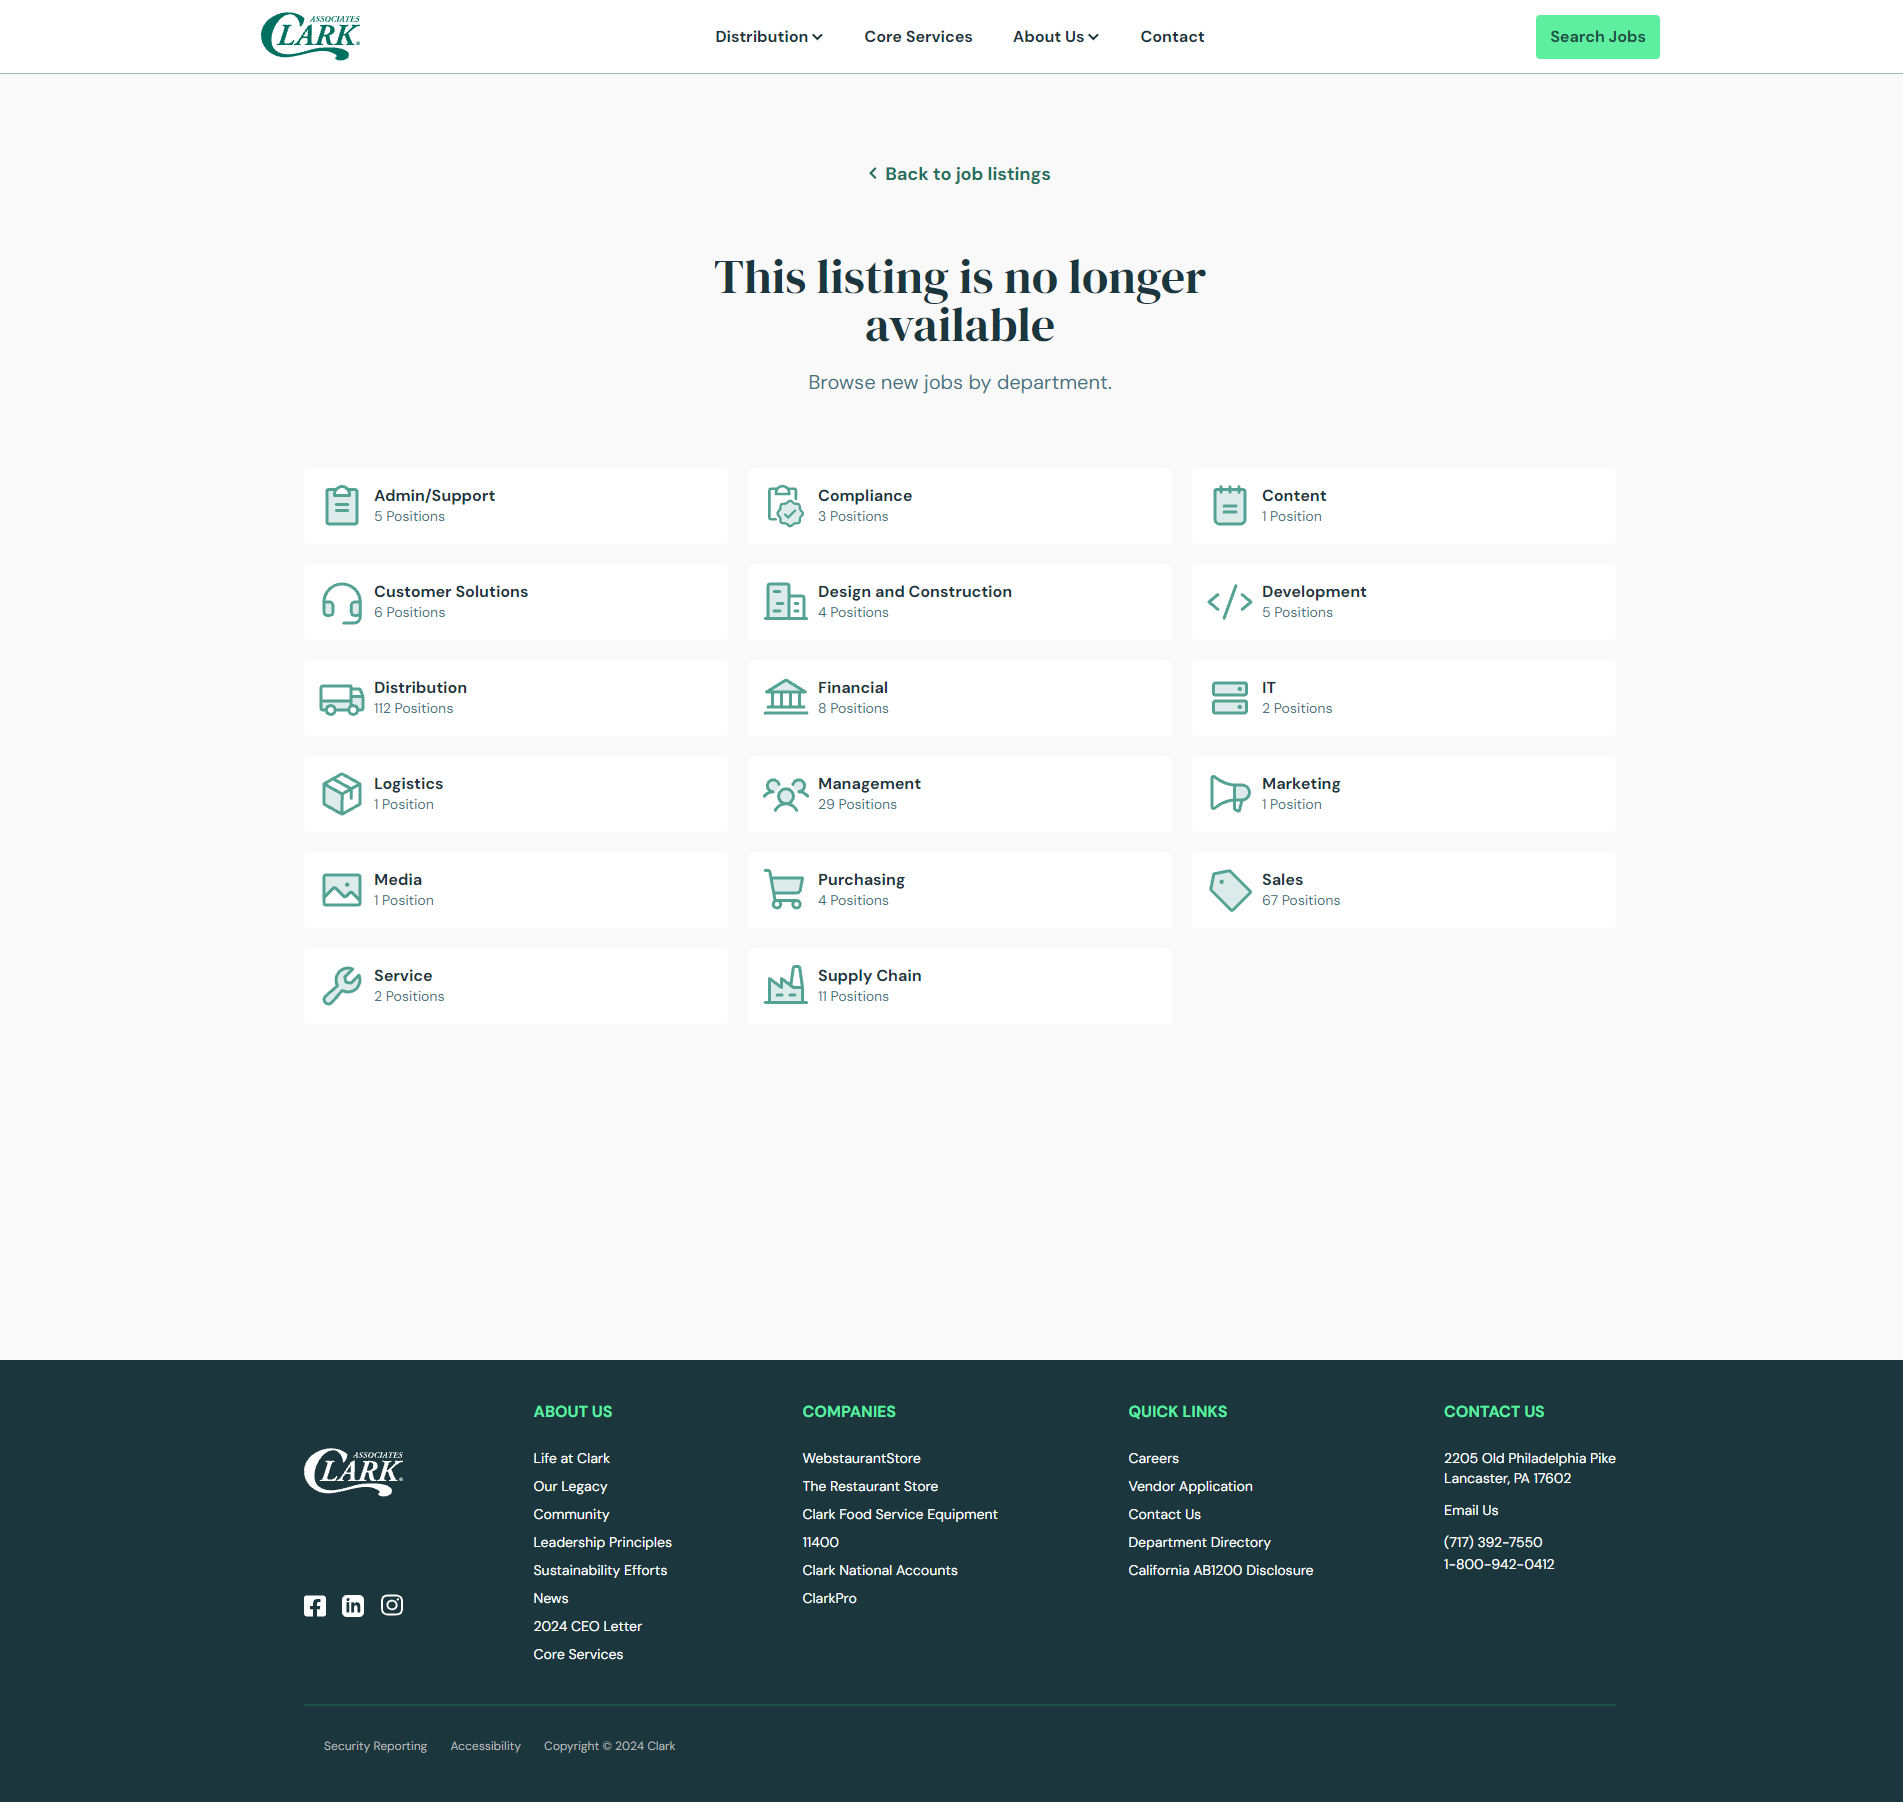 ASSOCIATES
CLARK
Distribution
Core Services
About Us
Contact
Search Jobs
Back to job listings
This listing is no longer
available
Browse new jobs by department.
Admin/Support
5 Positions
Compliance
3 Positions
Content
1 Position
Customer Solutions
6 Positions
Design and Construction
4 Positions
Development
5 Positions
Distribution
112 Positions
Financial
8 Positions
IT
2 Positions
Logistics
1 Position
Management
29 Positions
Marketing
1 Position
Media
1 Position
Purchasing
4 Positions
Sales
67 Positions
Service
2 Positions
Supply Chain
11 Positions
ASSOCIATES
CLARK
ABOUT US
Life at Clark
Our Legacy
Community
Leadership Principles
Sustainability Efforts
News
2024 CEO Letter
Core Services
COMPANIES
WebstaurantStore
The Restaurant Store
Clark Food Service Equipment
11400
Clark National Accounts
ClarkPro
QUICK LINKS
Careers
Vendor Application
Contact Us
Department Directory
California AB1200 Disclosure
CONTACT US
2205 Old Philadelphia Pike
Lancaster, PA 17602
Email Us
(717) 392-7550
1-800-942-0412
Security Reporting
Accessibility
Copyright © 2024 Clark